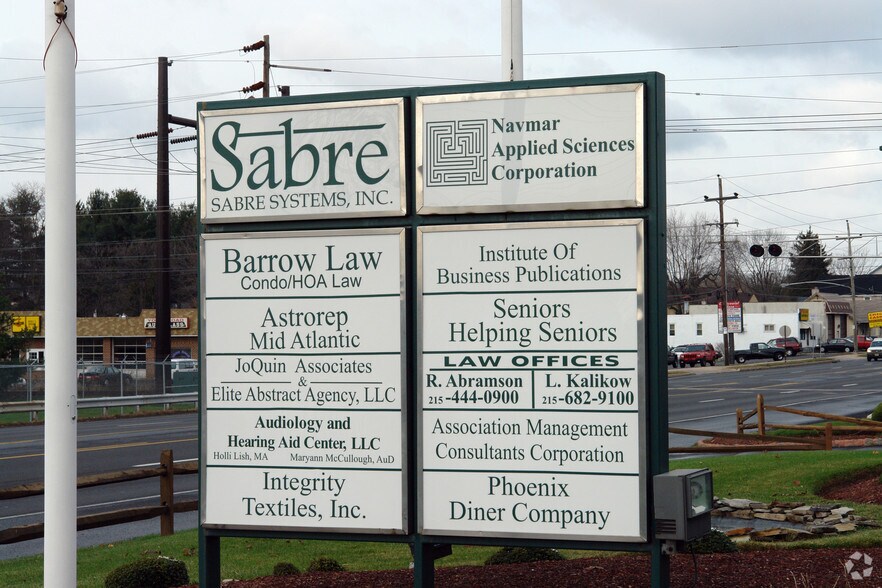 Sabre
SABRE SYSTEMS, INC.
Navmar
Applied Sciences
Corporation
Barrow Law
Condo/HOA Law
Astrorep
Mid Atlantic
JoQuin Associates
&
Elite Abstract Agency, LLC
Audiology and
Hearing Aid Center, LLC
Holli Lish, MA Maryann McCullough, AuD
Integrity
Textiles, Inc.
Institute Of
Business Publications
Seniors
Helping Seniors
LAW OFFICES
R. Abramson L. Kalikow
215-444-0900 215-682-9100
Association Management
Consultants Corporation
Phoenix
Diner Company